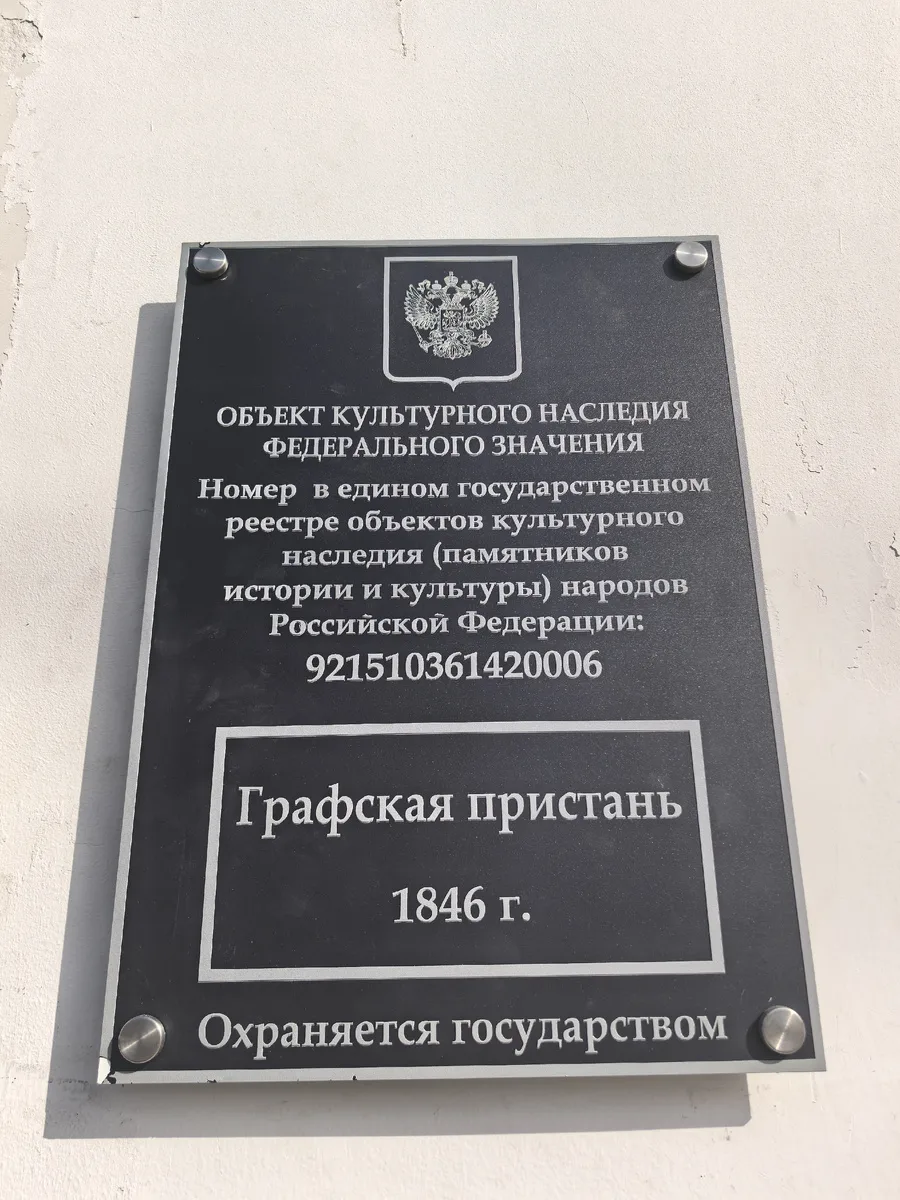 ОБЪЕКТ КУЛЬТУРНОГО НАСЛЕДИЯ
ФЕДЕРАЛЬНОГО ЗНАЧЕНИЯ
Номер в едином государственном
реестре объектов культурного
наследия (памятников
истории и культуры) народов
Российской Федерации:
921510361420006
Графская пристань
1846 г.
Охраняется государством